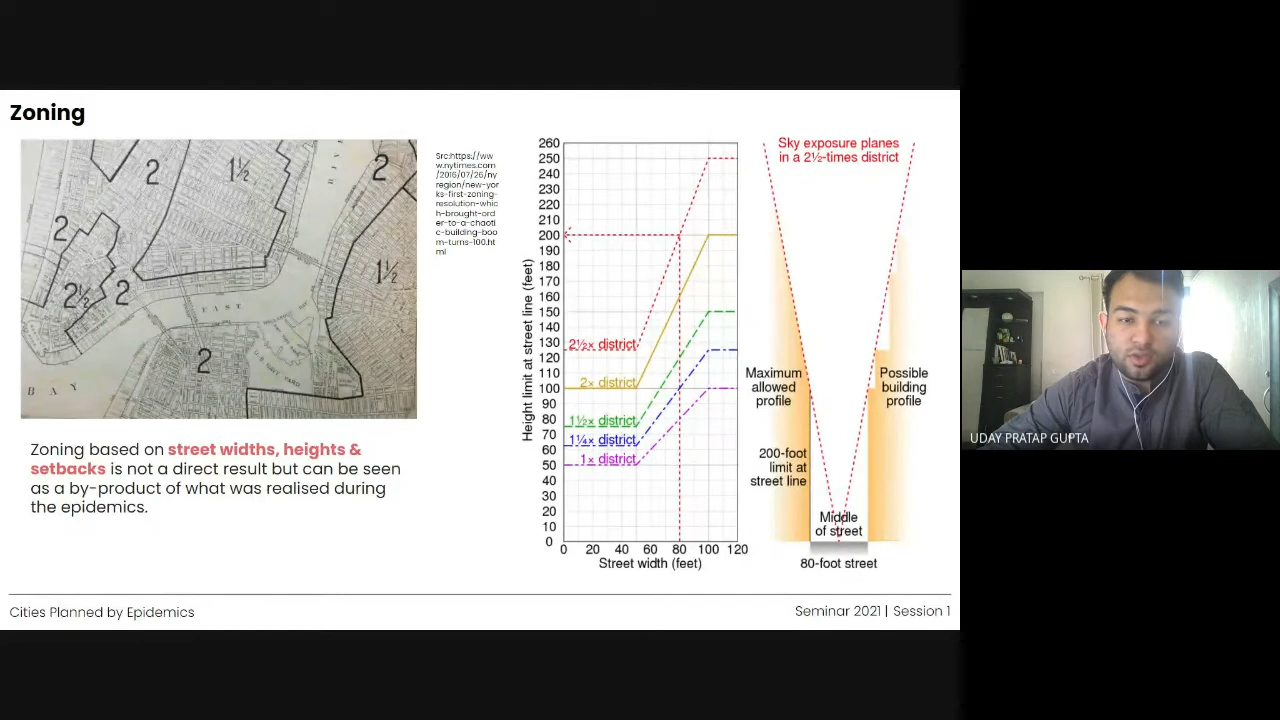 Zoning
2
1½
2
2
1½
2½
2
2
EAST
BAY
Src:https://ww
w.nytimes.com
/2016/07/26/ny
region/new-yor
ks-first-zoning-
resolution-whic
h-brought-ord
er-to-a-chaoti
c-building-boo
m-turns-100.ht
ml
Zoning based on street widths, heights &
setbacks is not a direct result but can be seen
as a by-product of what was realised during
the epidemics.
Height limit at street line (feet)
260
250
240
230
220
210
200
190
180
170
160
150
140
130
120
110
100
90
80
70
60
50
40
30
20
10
0
2½× district
2× district
1½× district
1¼× district
1× district
0 20 40 60 80 100 120
Street width (feet)
Sky exposure planes
in a 2½-times district
Maximum
allowed
profile
Possible
building
profile
200-foot
limit at
street line
Middle
of street
80-foot street
Cities Planned by Epidemics
Seminar 2021 | Session 1
UDAY PRATAP GUPTA